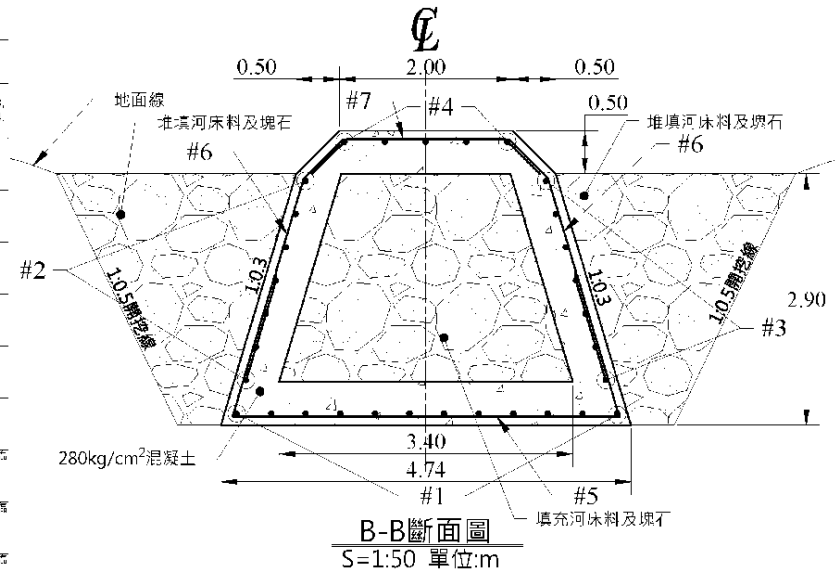 ℄
0.50
2.00
0.50
#7
#4
0.50
地面線
堆填河床料及塊石
堆填河床料及塊石
#6
#6
#2
1:0.3
1:0.3
1:0.5開挖線
1:0.5開挖線
2.90
#3
280kg/cm²混凝土
3.40
4.74
#1
#5
填充河床料及塊石
B-B斷面圖
S=1:50 單位:m